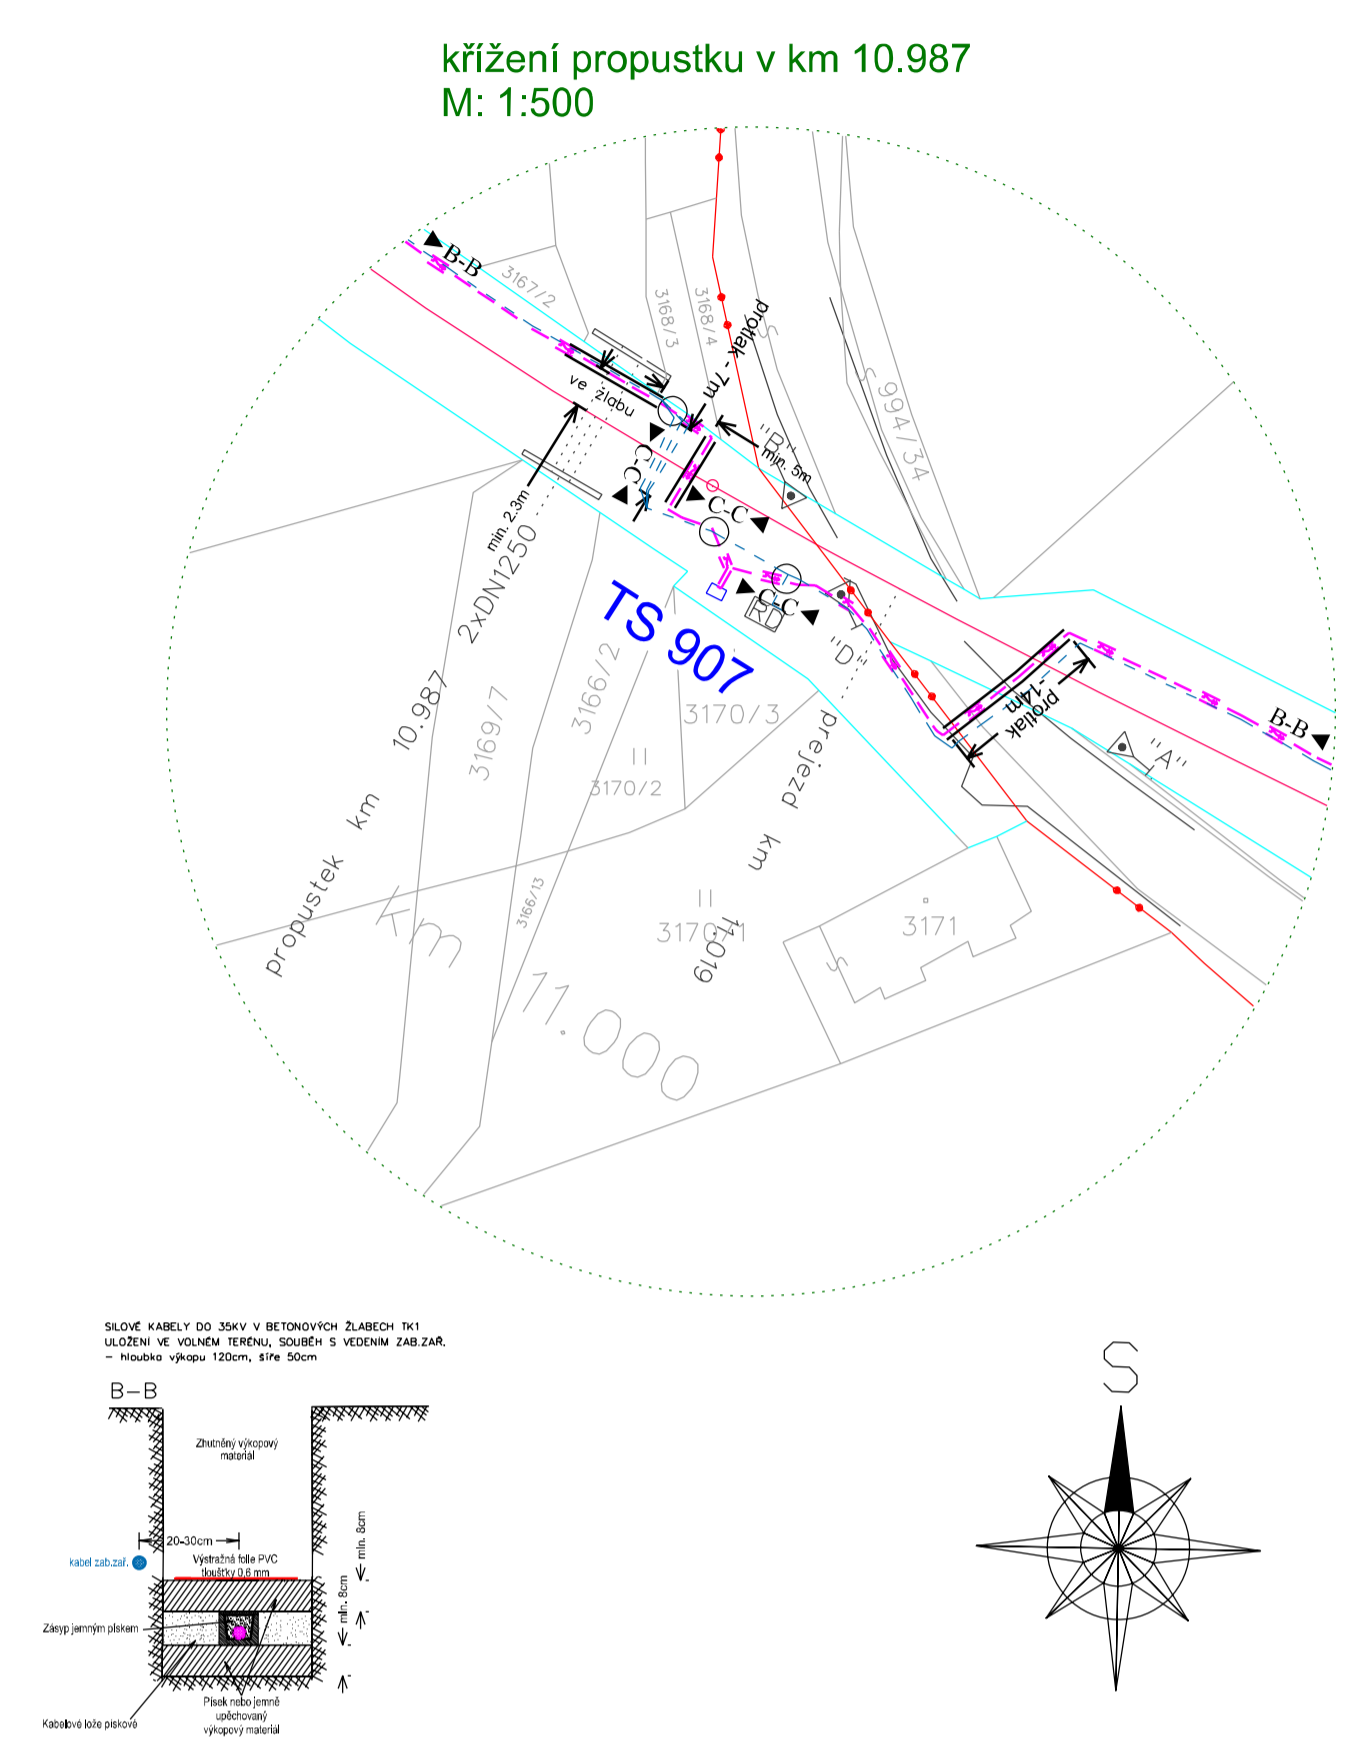 křížení propustku v km 10.987
M: 1:500
B-B
3167/2
3168/3
3168/4
S
protlak - 7m
ve žlabu
S 994/34
"B"
min. 5m
C-C
C-C
min. 2.3m
2xDN1250
TS 907
C-C
RD
"D"
protlak
-14m
B-B
"A"
propustek km 10.987
3169/7
3166/2
3170/3
II
3170/2
3166/13
prejezd km 11.019
II
3170/1
3171
S
km 11.000
SILOVÉ KABELY DO 35KV V BETONOVÝCH ŽLABECH TK1
ULOŽENÍ VE VOLNÉM TERÉNU, SOUBĚH S VEDENÍM ZAB.ZAŘ.
– hloubka výkopu 120cm, šíře 50cm
B–B
Zhutněný výkopový
materiál
20-30cm
kabel zab.zař.
Výstražná folie PVC
tloušťky 0,6 mm
min. 8cm
min. 8cm
Zásyp jemným pískem
Kabelové lože pískové
Písek nebo jemně
upěchovaný
výkopový materiál
S